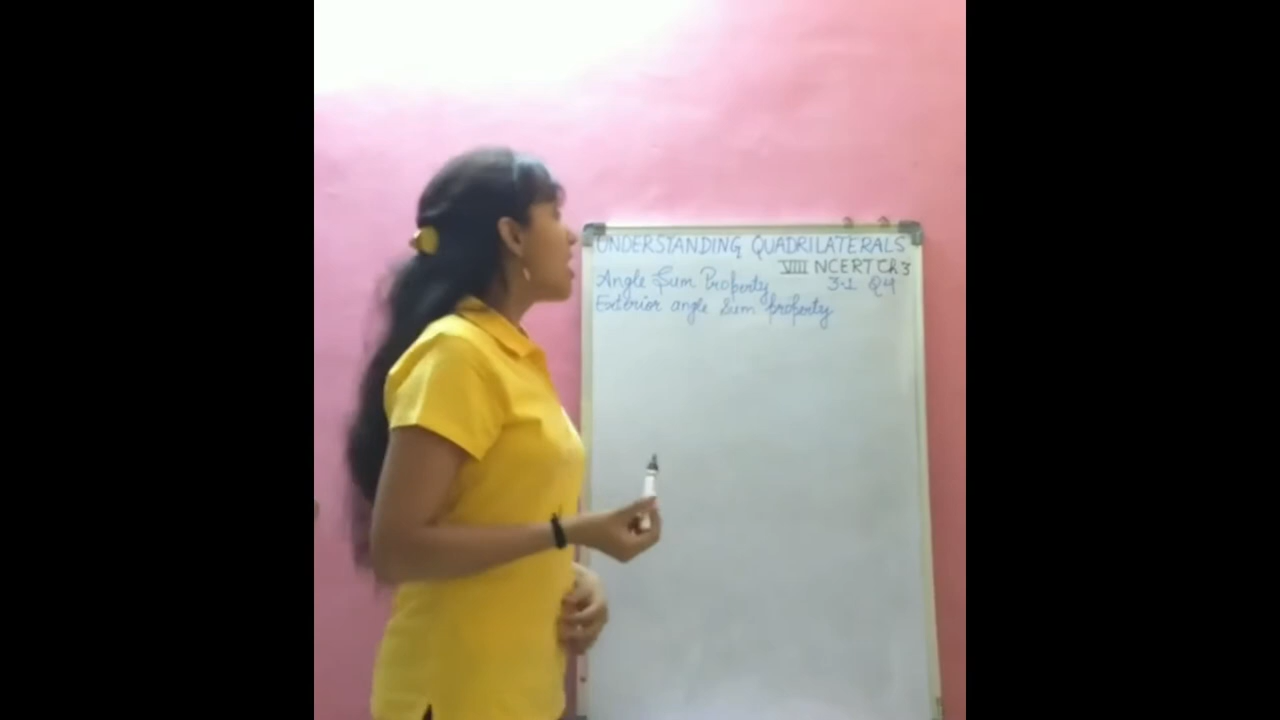 UNDERSTANDING QUADRILATERALS
VIII NCERT Ch 3
Angle Sum Property 3.1 Q4
Exterior angle Sum property